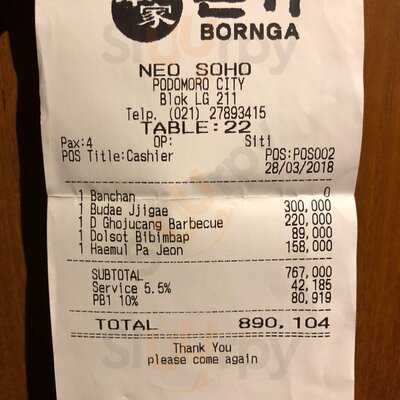 家 본가
BORNGA
NEO SOHO
PODOMORO CITY
Blok LG 211
Telp. (021) 27893415
TABLE:22
Pax:4 OP: Siti
POS Title:Cashier POS:POS002
28/03/2018
1 Banchan 0
1 Budae Jjigae 300,000
1 D Ghojucang Barbecue 220,000
1 Dolsot Bibimbap 89,000
1 Haemul Pa Jeon 158,000
SUBTOTAL 767,000
Service 5.5% 42,185
PB1 10% 80,919
TOTAL 890,104
Thank You
please come again